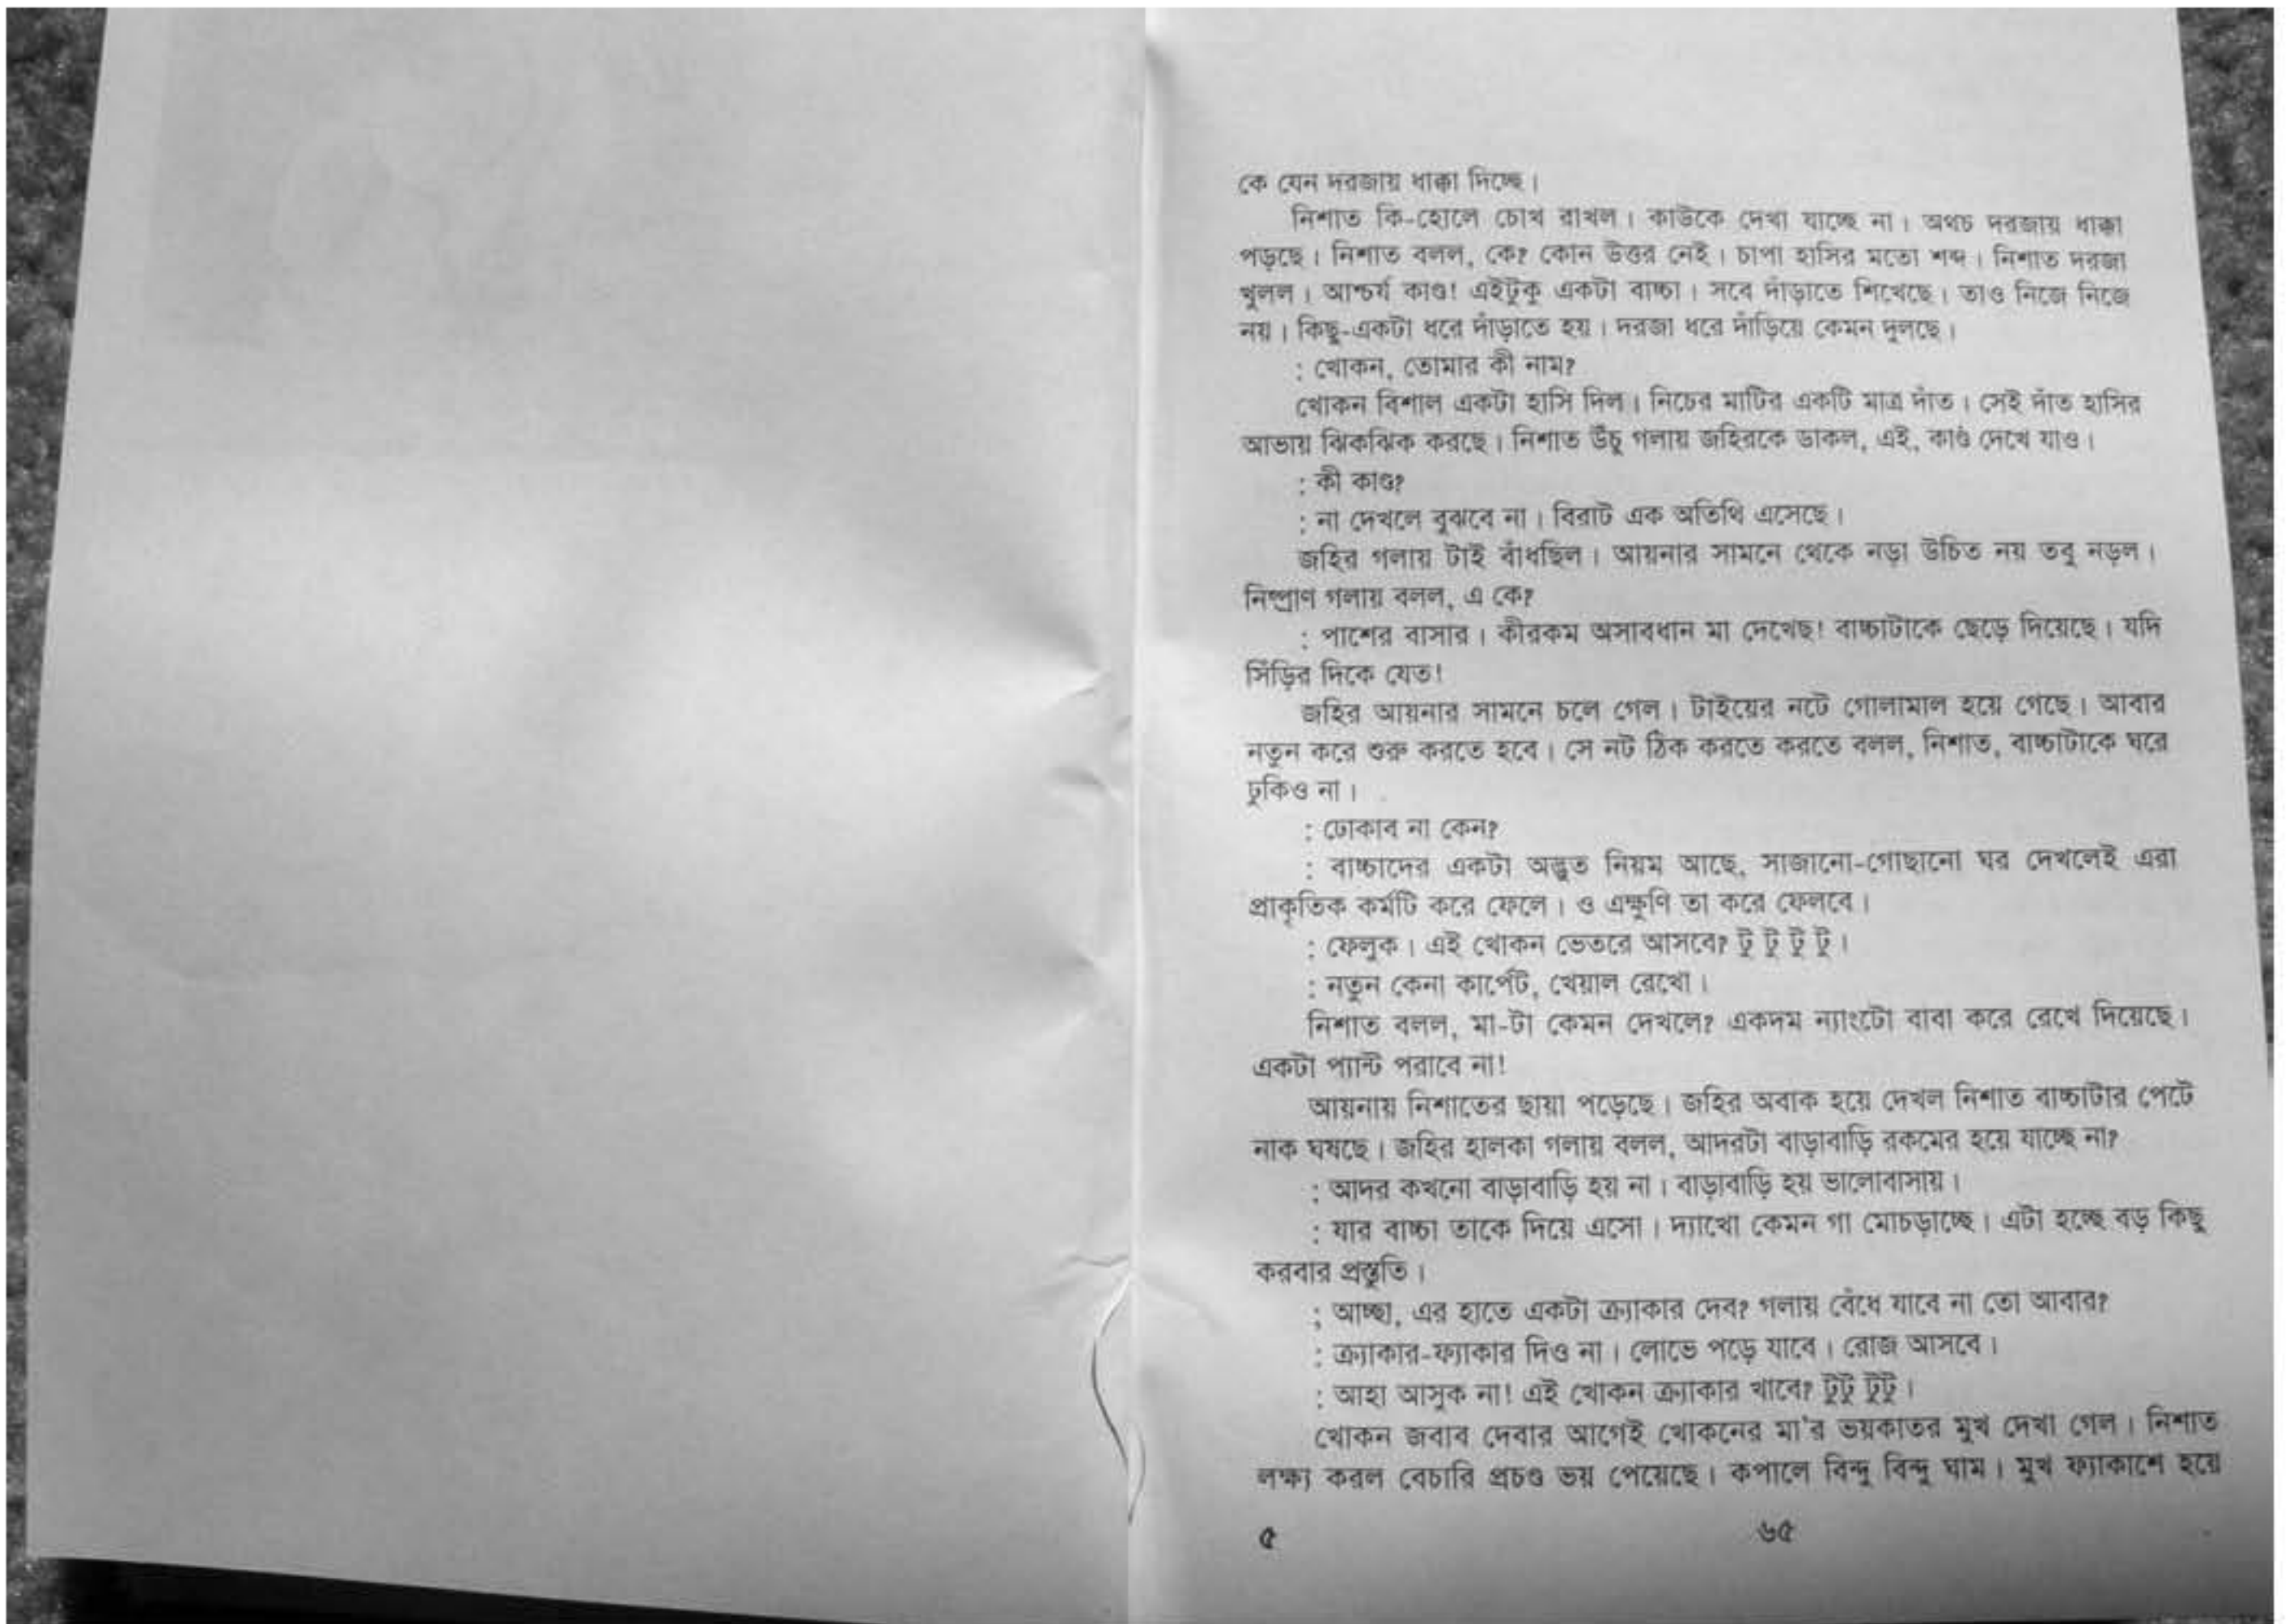 কে যেন দরজায় ধাক্কা দিচ্ছে।
নিশাত কি-হোলে চোখ রাখল। কাউকে দেখা যাচ্ছে না। অথচ দরজায় ধাক্কা
পড়ছে। নিশাত বলল, কে? কোন উত্তর নেই। চাপা হাসির মতো শব্দ। নিশাত দরজা
খুলল। আশ্চর্য কাণ্ড! এইটুকু একটা বাচ্চা। সবে দাঁড়াতে শিখেছে। তাও নিজে নিজে
নয়। কিছু-একটা ধরে দাঁড়াতে হয়। দরজা ধরে দাঁড়িয়ে কেমন দুলছে।
: খোকন, তোমার কী নাম?
খোকন বিশাল একটা হাসি দিল। নিচের মাটির একটি মাত্র দাঁত। সেই দাঁত হাসির
আভায় ঝিকঝিক করছে। নিশাত উঁচু গলায় জহিরকে ডাকল, এই, কাণ্ড দেখে যাও।
: কী কাণ্ড?
: না দেখলে বুঝবে না। বিরাট এক অতিথি এসেছে।
জহির গলায় টাই বাঁধছিল। আয়নার সামনে থেকে নড়া উচিত নয় তবু নড়ল।
নিষ্প্রাণ গলায় বলল, এ কে?
: পাশের বাসার। কীরকম অসাবধান মা দেখেছ! বাচ্চাটাকে ছেড়ে দিয়েছে। যদি
সিঁড়ির দিকে যেত!
জহির আয়নার সামনে চলে গেল। টাইয়ের নটে গোলামাল হয়ে গেছে। আবার
নতুন করে শুরু করতে হবে। সে নট ঠিক করতে করতে বলল, নিশাত, বাচ্চাটাকে ঘরে
ঢুকিও না।
: ঢোকাব না কেন?
: বাচ্চাদের একটা অদ্ভুত নিয়ম আছে, সাজানো-গোছানো ঘর দেখলেই এরা
প্রাকৃতিক কর্মটি করে ফেলে। ও এক্ষুণি তা করে ফেলবে।
: ফেলুক। এই খোকন ভেতরে আসবে? টু টু টু টু।
: নতুন কেনা কার্পেট, খেয়াল রেখো।
নিশাত বলল, মা-টা কেমন দেখলে? একদম ন্যাংটো বাবা করে রেখে দিয়েছে।
একটা প্যান্ট পরাবে না!
আয়নায় নিশাতের ছায়া পড়েছে। জহির অবাক হয়ে দেখল নিশাত বাচ্চাটার পেটে
নাক ঘষছে। জহির হালকা গলায় বলল, আদরটা বাড়াবাড়ি রকমের হয়ে যাচ্ছে না?
: আদর কখনো বাড়াবাড়ি হয় না। বাড়াবাড়ি হয় ভালোবাসায়।
: যার বাচ্চা তাকে দিয়ে এসো। দ্যাখো কেমন গা মোচড়াচ্ছে। এটা হচ্ছে বড় কিছু
করবার প্রস্তুতি।
: আচ্ছা, এর হাতে একটা ক্র্যাকার দেব? গলায় বেঁধে যাবে না তো আবার?
: ক্র্যাকার-ফ্যাকার দিও না। লোভে পড়ে যাবে। রোজ আসবে।
: আহা আসুক না! এই খোকন ক্র্যাকার খাবে? টুটু টুটু।
খোকন জবাব দেবার আগেই খোকনের মা'র ভয়কাতর মুখ দেখা গেল। নিশাত
লক্ষ্য করল বেচারি প্রচণ্ড ভয় পেয়েছে। কপালে বিন্দু বিন্দু ঘাম। মুখ ফ্যাকাশে হয়ে
৫ ৬৫